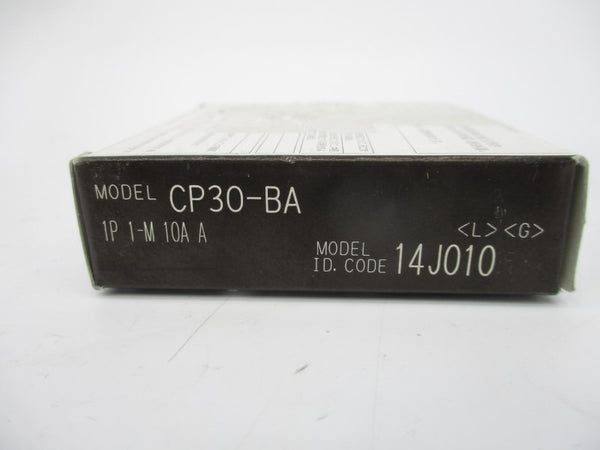 MODEL CP30-BA
1P 1-M 10A A
<L> <G>
MODEL
ID. CODE 14J010